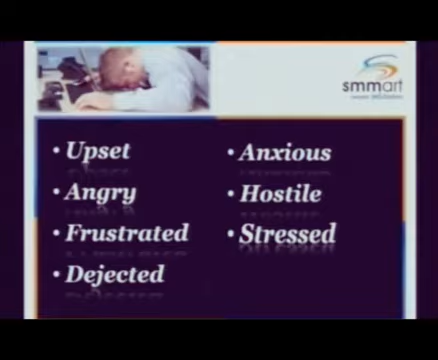 smmart
• Upset
• Angry
• Frustrated
• Dejected
• Anxious
• Hostile
• Stressed